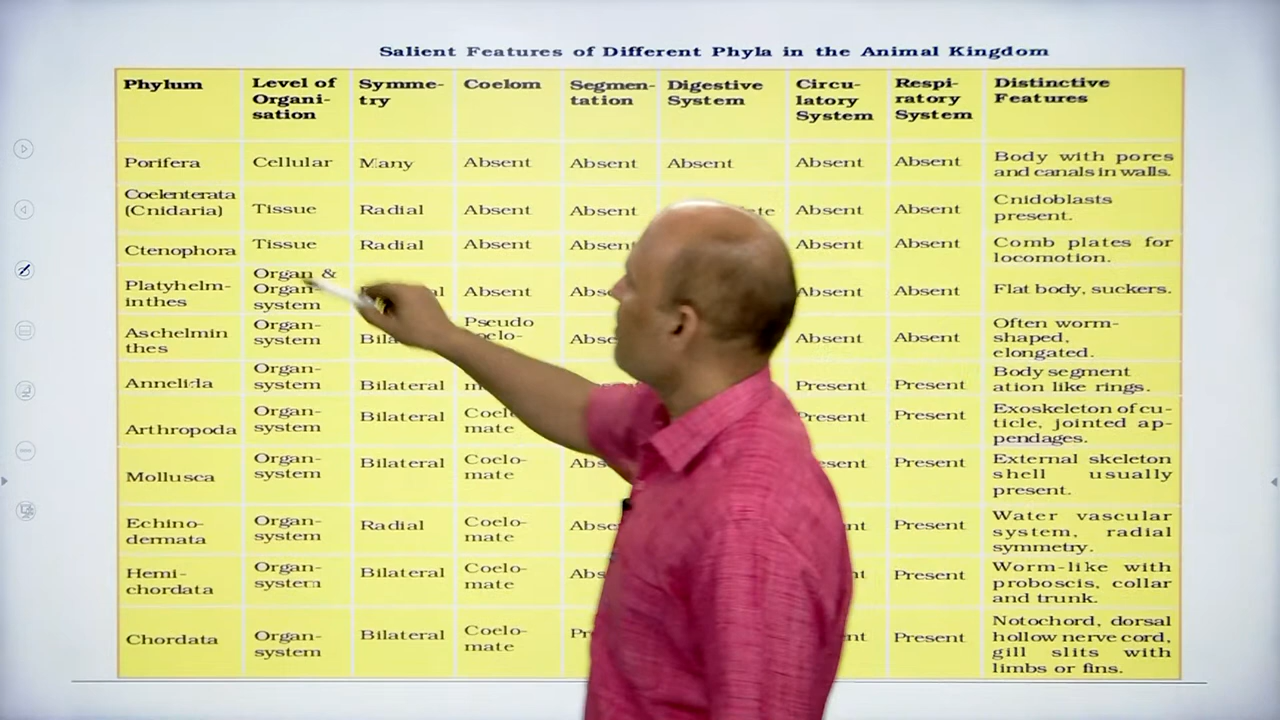 Salient Features of Different Phyla in the Animal Kingdom
Phylum Level of Organi- sation Symme- try Coelom Segmen- tation Digestive System Circu- latory System Respi- ratory System Distinctive Features
Porifera Cellular Many Absent Absent Absent Absent Absent Body with pores and canals in walls.
Coelenterata (Cnidaria) Tissue Radial Absent Absent Absent Absent Cnidoblasts present.
Ctenophora Tissue Radial Absent Absent Absent Comb plates for locomotion.
Platyhelm- inthes Organ & Organ- system Absent Absent Absent Flat body, suckers.
Aschelmin thes Organ- system Pseudo Absent Absent Often worm- shaped, elongated.
Annelida Organ- system Bilateral Present Present Body segment ation like rings.
Arthropoda Organ- system Bilateral mate Present Present Exoskeleton of cu- ticle, jointed ap- pendages.
Mollusca Organ- system Bilateral Coelo- mate Present External skeleton shell usually present.
Echino- dermata Organ- system Radial Coelo- mate Present Water vascular system, radial symmetry.
Hemi- chordata Organ- system Bilateral Coelo- mate Present Worm-like with proboscis, collar and trunk.
Chordata Organ- system Bilateral Coelo- mate Present Notochord, dorsal hollow nerve cord, gill slits with limbs or fins.